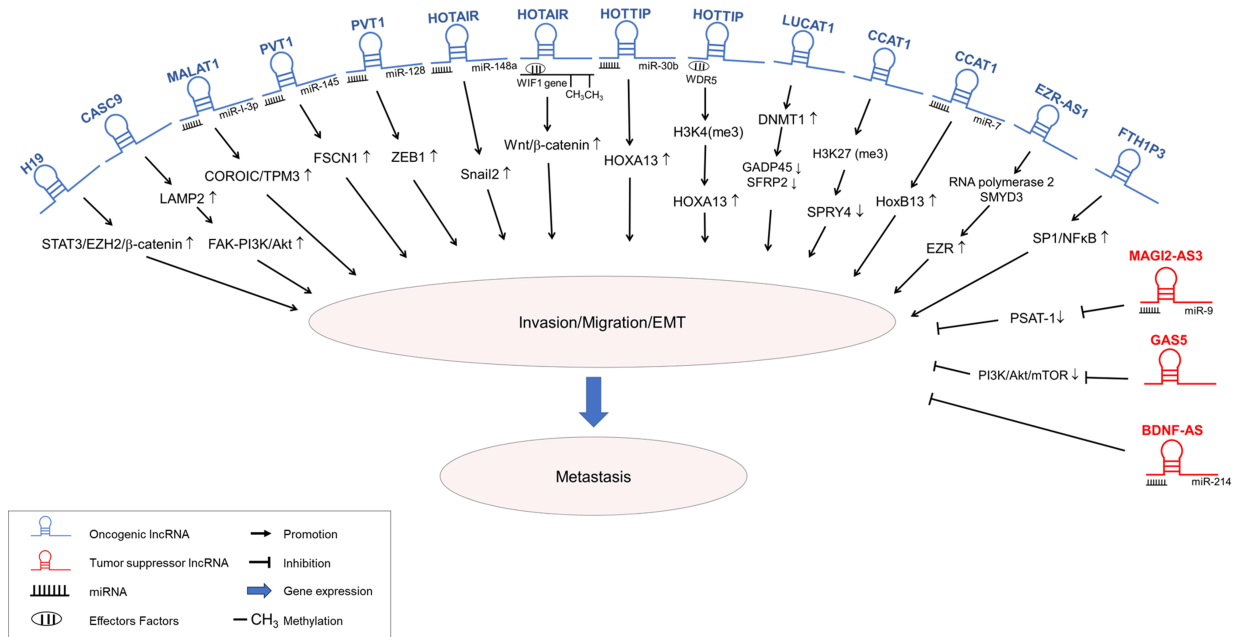 H19
CASC9
MALAT1
PVT1
PVT1
HOTAIR
HOTAIR
HOTTIP
HOTTIP
LUCAT1
CCAT1
CCAT1
EZR-AS1
FTH1P3
miR-I-3p
miR-145
miR-128
miR-148a
WIF1 gene
CH₃CH₃
miR-30b
WDR5
miR-7
STAT3/EZH2/β-catenin ↑
LAMP2 ↑
FAK-PI3K/Akt ↑
COROIC/TPM3 ↑
FSCN1 ↑
ZEB1 ↑
Snail2 ↑
Wnt/β-catenin ↑
HOXA13 ↑
H3K4(me3)
HOXA13 ↑
DNMT1 ↑
GADP45 ↓
SFRP2 ↓
H3K27 (me3)
SPRY4 ↓
HoxB13 ↑
RNA polymerase 2
SMYD3
EZR ↑
SP1/NFκB ↑
MAGI2-AS3
miR-9
PSAT-1↓
GAS5
PI3K/Akt/mTOR ↓
BDNF-AS
miR-214
Invasion/Migration/EMT
Metastasis
Oncogenic lncRNA
Promotion
Tumor suppressor lncRNA
Inhibition
miRNA
Gene expression
Effectors Factors
CH₃ Methylation